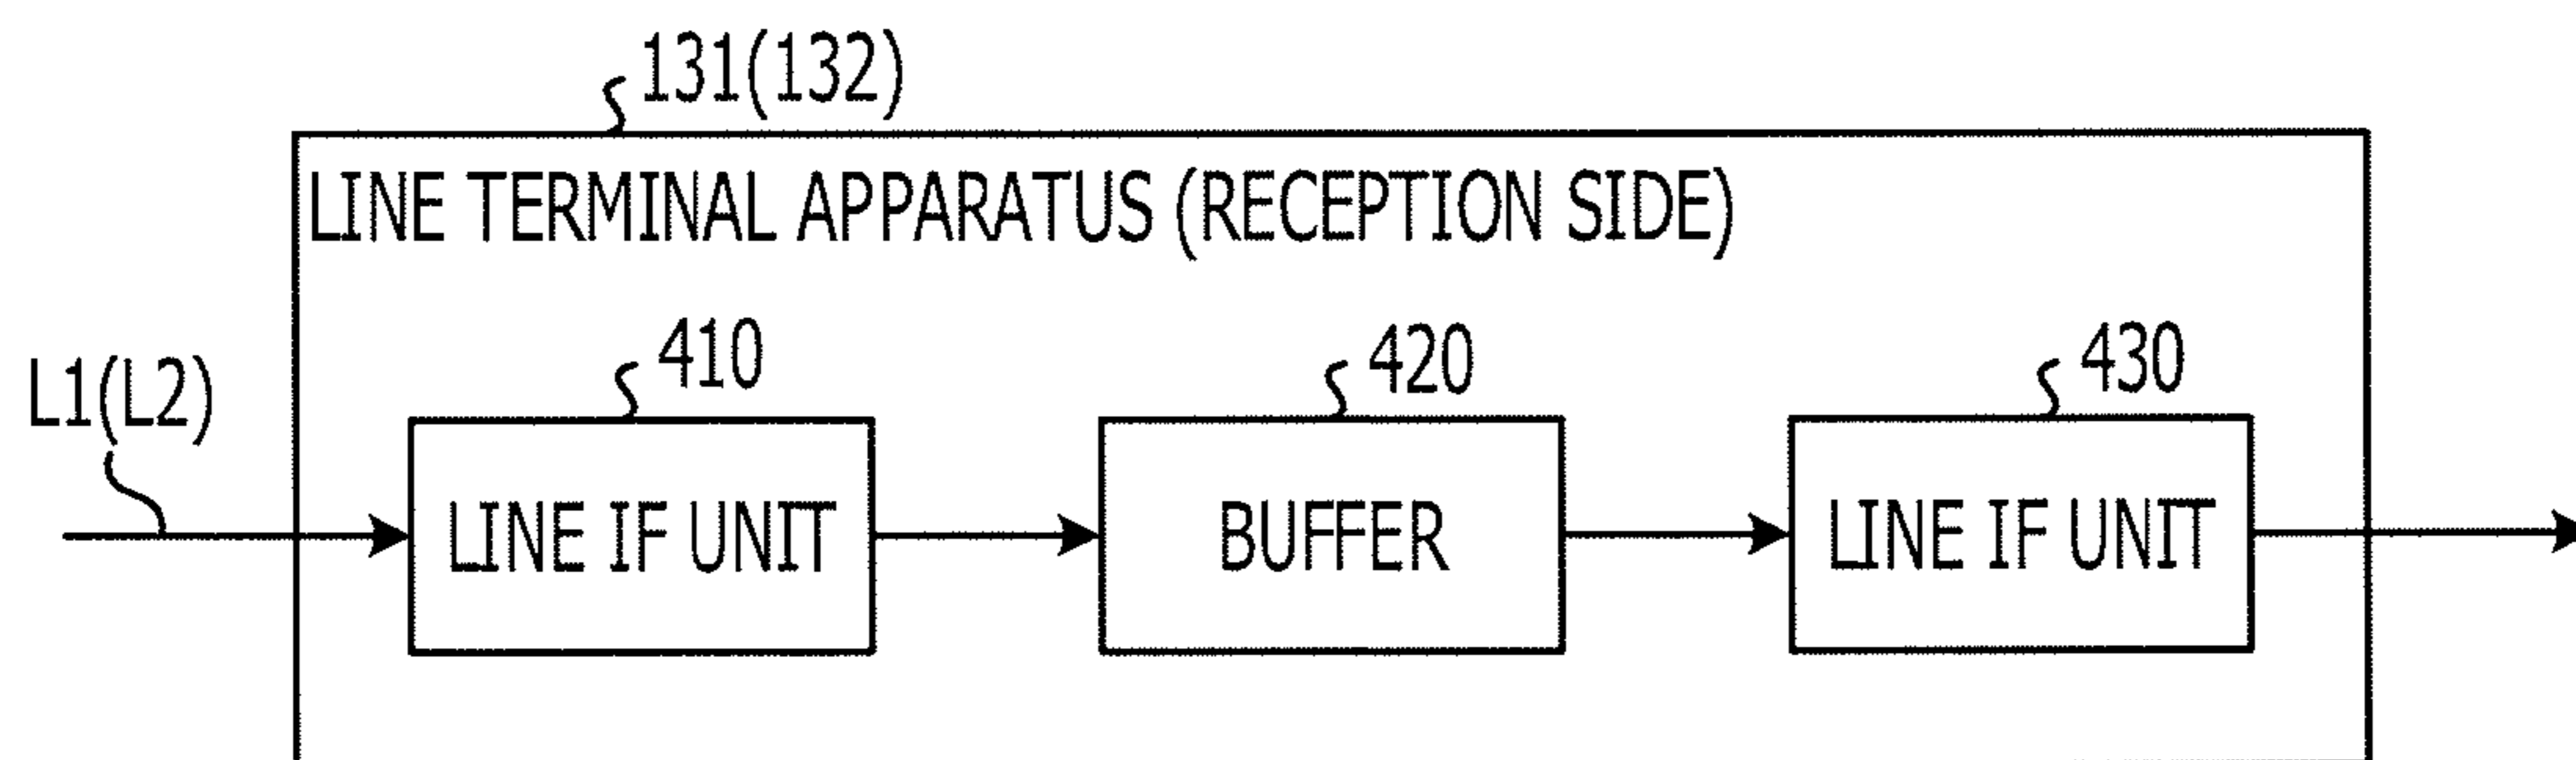 131(132)
LINE TERMINAL APPARATUS (RECEPTION SIDE)
L1(L2)
410
420
430
LINE IF UNIT
BUFFER
LINE IF UNIT